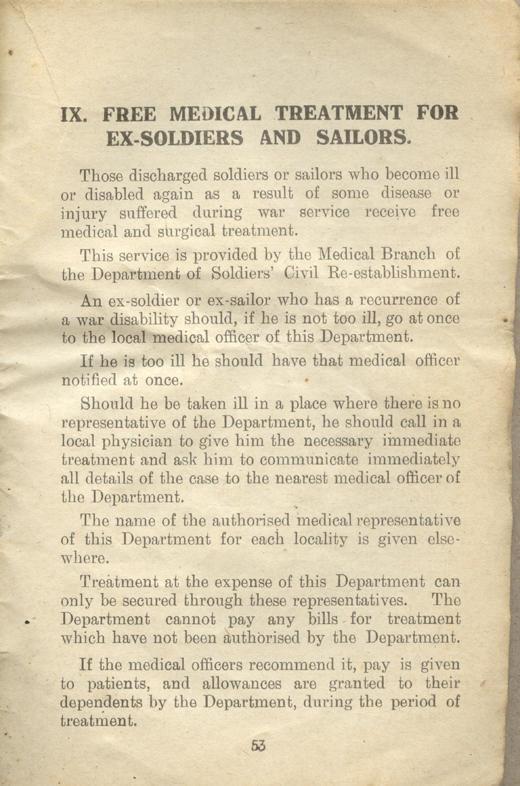 IX. FREE MEDICAL TREATMENT FOR
EX-SOLDIERS AND SAILORS.
Those discharged soldiers or sailors who become ill
or disabled again as a result of some disease or
injury suffered during war service receive free
medical and surgical treatment.
This service is provided by the Medical Branch of
the Department of Soldiers' Civil Re-establishment.
An ex-soldier or ex-sailor who has a recurrence of
a war disability should, if he is not too ill, go at once
to the local medical officer of this Department.
If he is too ill he should have that medical officer
notified at once.
Should he be taken ill in a place where there is no
representative of the Department, he should call in a
local physician to give him the necessary immediate
treatment and ask him to communicate immediately
all details of the case to the nearest medical officer of
the Department.
The name of the authorised medical representative
of this Department for each locality is given else-
where.
Treatment at the expense of this Department can
only be secured through these representatives. The
Department cannot pay any bills for treatment
which have not been authorised by the Department.
If the medical officers recommend it, pay is given
to patients, and allowances are granted to their
dependents by the Department, during the period of
treatment.
53